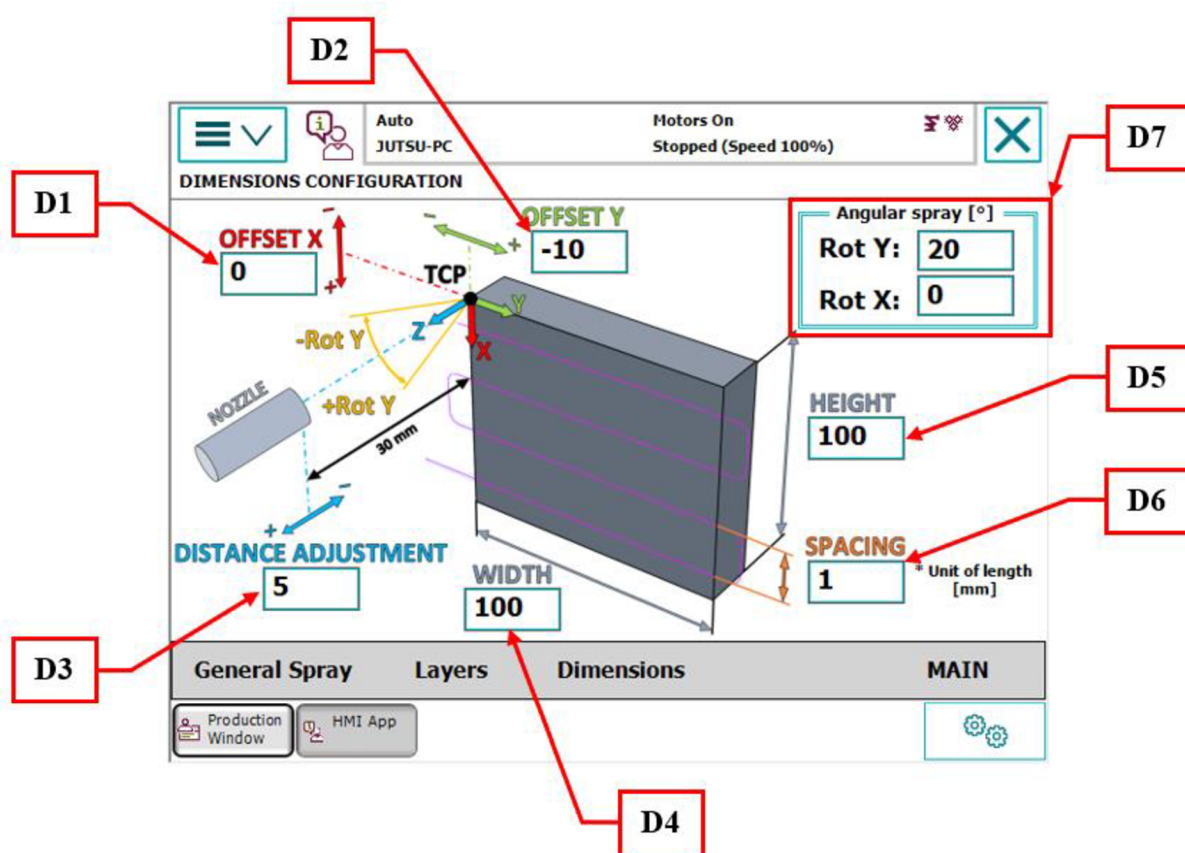 D2
Auto
JUTSU-PC
Motors On
Stopped (Speed 100%)
D7
DIMENSIONS CONFIGURATION
D1
OFFSET X
0
-
+
OFFSET Y
-10
-
+
Angular spray [°]
Rot Y: 20
Rot X: 0
TCP
Y
Z
X
-Rot Y
+Rot Y
NOZZLE
30 mm
D5
HEIGHT
100
D6
-
+
DISTANCE ADJUSTMENT
5
WIDTH
100
SPACING
1
* Unit of length
[mm]
D3
General Spray Layers Dimensions MAIN
Production
Window
HMI App
D4